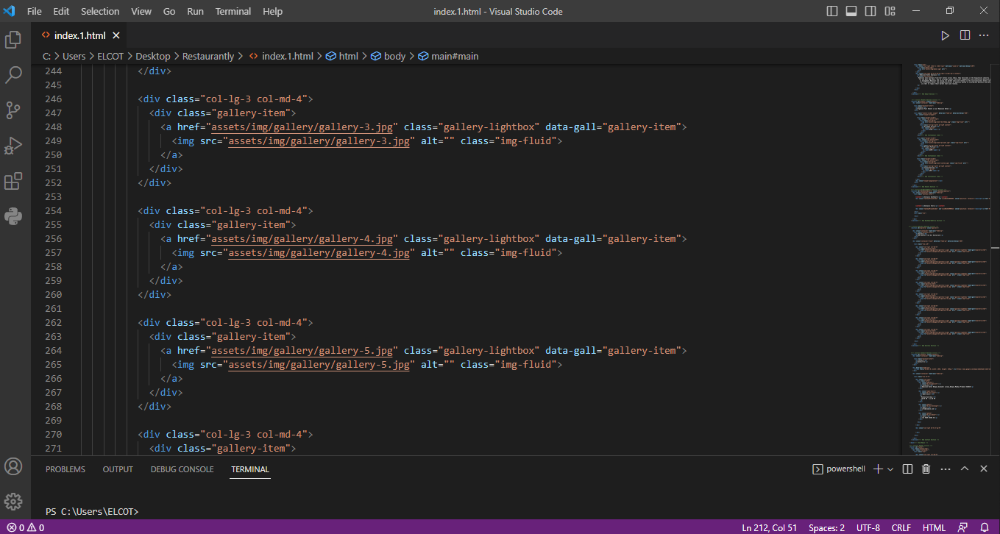 File Edit Selection View Go Run Terminal Help index.1.html - Visual Studio Code
<> index.1.html ×
C: > Users > ELCOT > Desktop > Restaurantly > <> index.1.html > html > body > main#main
244 </div>
245
246 <div class="col-lg-3 col-md-4">
247 <div class="gallery-item">
248 <a href="assets/img/gallery/gallery-3.jpg" class="gallery-lightbox" data-gall="gallery-item">
249 <img src="assets/img/gallery/gallery-3.jpg" alt="" class="img-fluid">
250 </a>
251 </div>
252 </div>
253
254 <div class="col-lg-3 col-md-4">
255 <div class="gallery-item">
256 <a href="assets/img/gallery/gallery-4.jpg" class="gallery-lightbox" data-gall="gallery-item">
257 <img src="assets/img/gallery/gallery-4.jpg" alt="" class="img-fluid">
258 </a>
259 </div>
260 </div>
261
262 <div class="col-lg-3 col-md-4">
263 <div class="gallery-item">
264 <a href="assets/img/gallery/gallery-5.jpg" class="gallery-lightbox" data-gall="gallery-item">
265 <img src="assets/img/gallery/gallery-5.jpg" alt="" class="img-fluid">
266 </a>
267 </div>
268 </div>
269
270 <div class="col-lg-3 col-md-4">
271 <div class="gallery-item">
PROBLEMS OUTPUT DEBUG CONSOLE TERMINAL powershell
PS C:\Users\ELCOT>
0 0 Ln 212, Col 51 Spaces: 2 UTF-8 CRLF HTML